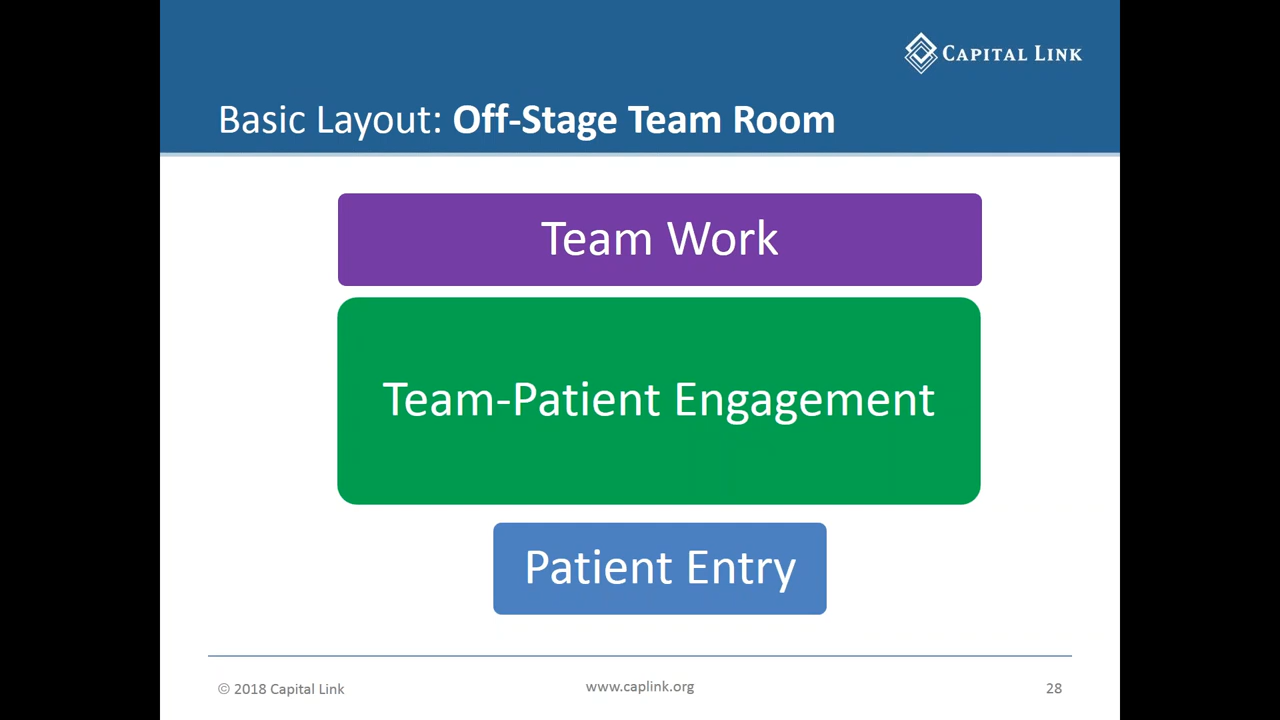 CAPITAL LINK
Basic Layout: Off-Stage Team Room
Team Work
Team-Patient Engagement
Patient Entry
© 2018 Capital Link
www.caplink.org
28